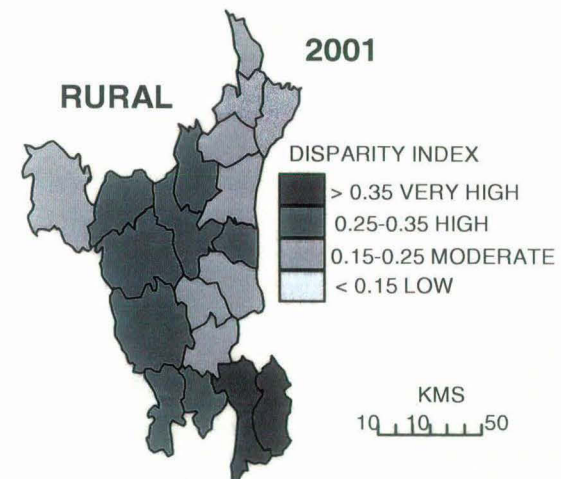 2001
RURAL
DISPARITY INDEX
> 0.35 VERY HIGH
0.25-0.35 HIGH
0.15-0.25 MODERATE
< 0.15 LOW
KMS
10 10 50